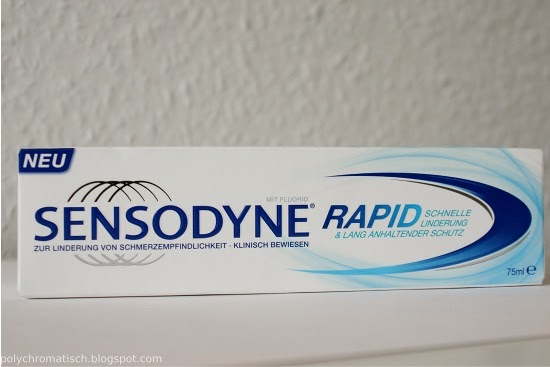 NEU
MIT FLUORID
SENSODYNE®
ZUR LINDERUNG VON SCHMERZEMPFINDLICHKEIT · KLINISCH BEWIESEN
RAPID
SCHNELLE
LINDERUNG
& LANG ANHALTENDER SCHUTZ
75ml ℮
polychromatisch.blogspot.com